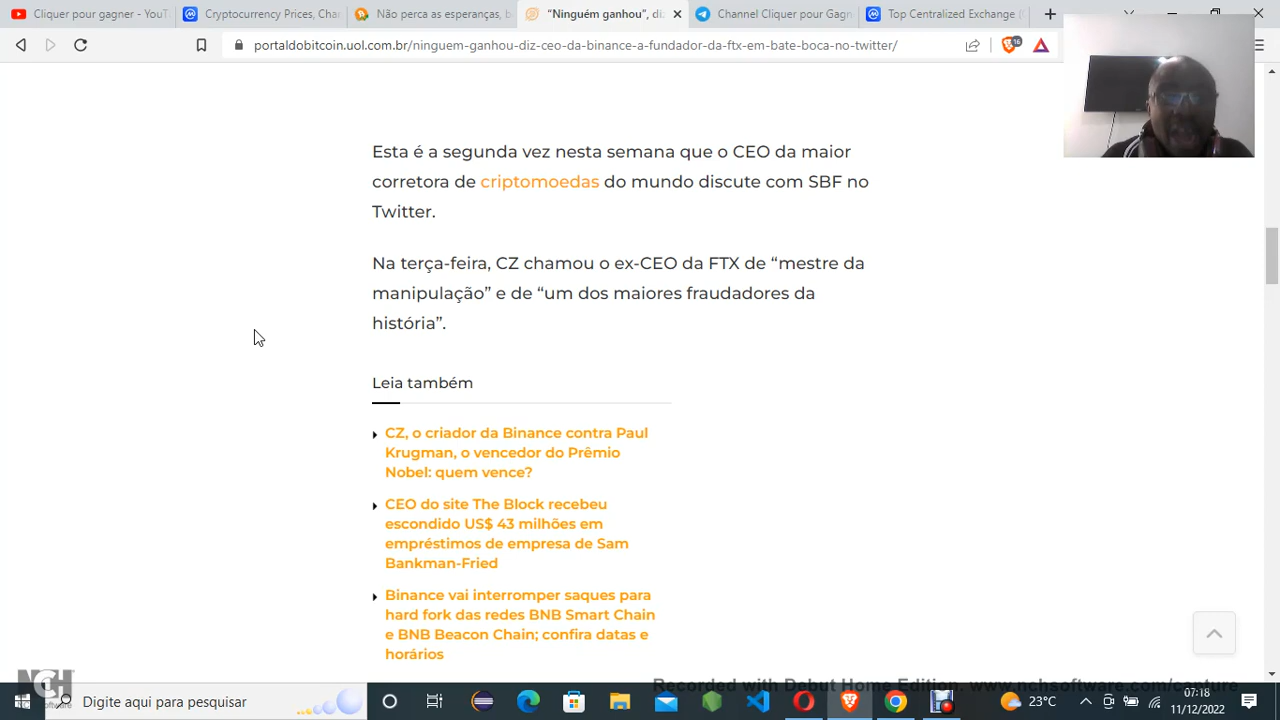 Cliquer pour gagner - YouT
Cryptocurrency Prices, Char
Não perca as esperanças, b
“Ninguém ganhou”, diz
Channel Cliquer pour Gagn
Top Centralized Exchange (
portaldobitcoin.uol.com.br/ninguem-ganhou-diz-ceo-da-binance-a-fundador-da-ftx-em-bate-boca-no-twitter/
16
Esta é a segunda vez nesta semana que o CEO da maior
corretora de criptomoedas do mundo discute com SBF no
Twitter.
Na terça-feira, CZ chamou o ex-CEO da FTX de “mestre da
manipulação” e de “um dos maiores fraudadores da
história”.
Leia também
CZ, o criador da Binance contra Paul
Krugman, o vencedor do Prêmio
Nobel: quem vence?
CEO do site The Block recebeu
escondido US$ 43 milhões em
empréstimos de empresa de Sam
Bankman-Fried
Binance vai interromper saques para
hard fork das redes BNB Smart Chain
e BNB Beacon Chain; confira datas e
horários
NCH
Recorded with Debut Home Edition. www.nchsoftware.com/capture
Digite aqui para pesquisar
23°C
07:18
11/12/2022